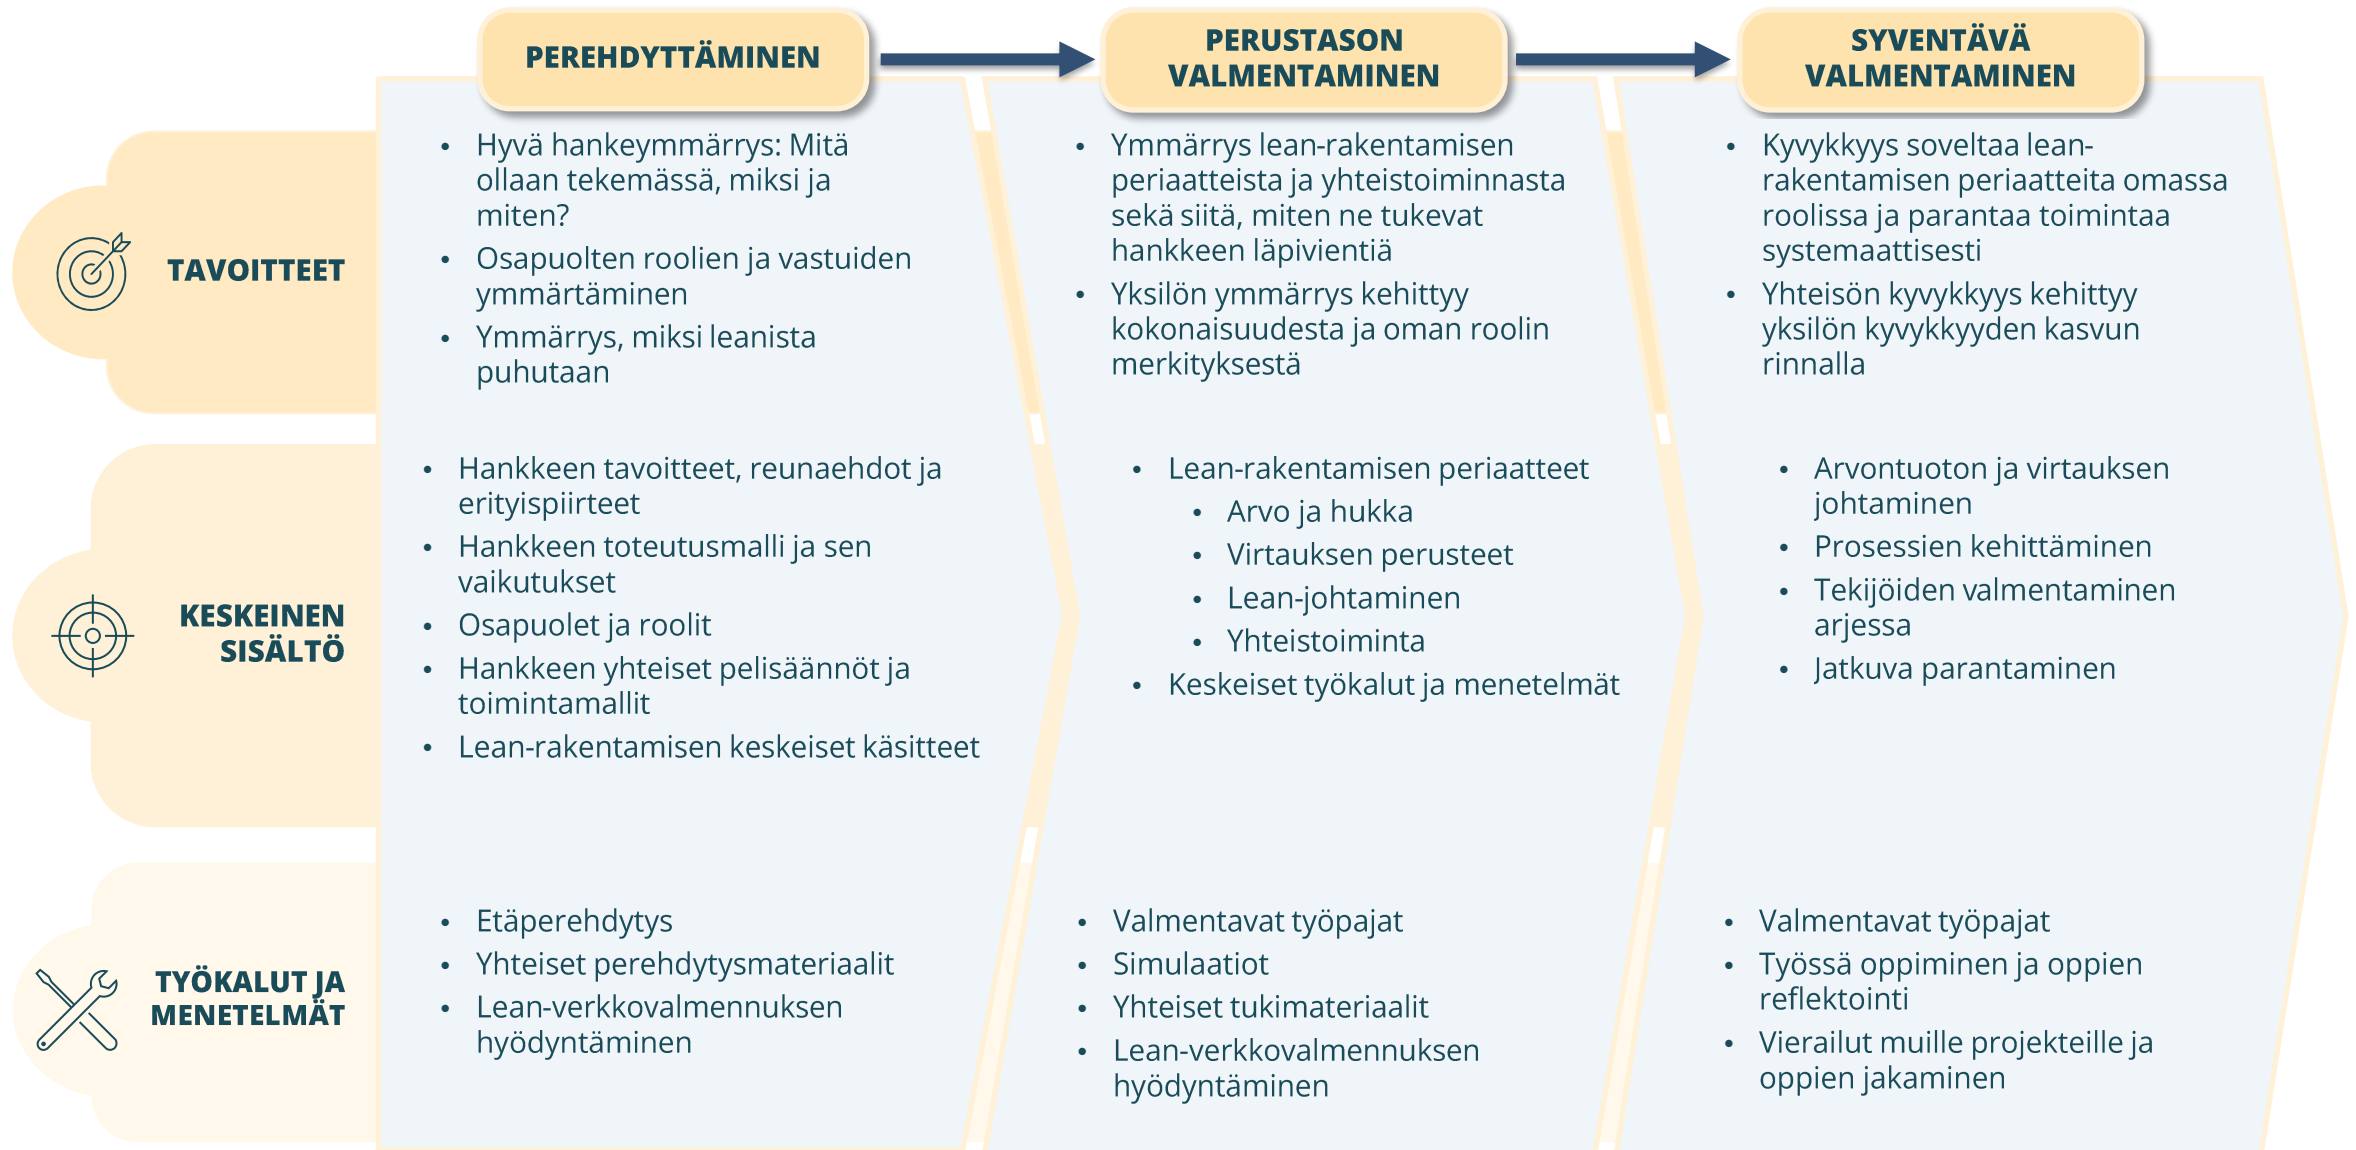 PEREHDYTTÄMINEN
PERUSTASON
VALMENTAMINEN
SYVENTÄVÄ
VALMENTAMINEN
TAVOITTEET
• Hyvä hankeymmärrys: Mitä
ollaan tekemässä, miksi ja
miten?
• Osapuolten roolien ja vastuiden
ymmärtäminen
• Ymmärrys, miksi leanista
puhutaan
• Ymmärrys lean-rakentamisen
periaatteista ja yhteistoiminnasta
sekä siitä, miten ne tukevat
hankkeen läpivientiä
• Yksilön ymmärrys kehittyy
kokonaisuudesta ja oman roolin
merkityksestä
• Kyvykkyys soveltaa lean-
rakentamisen periaatteita omassa
roolissa ja parantaa toimintaa
systemaattisesti
• Yhteisön kyvykkyys kehittyy
yksilön kyvykkyyden kasvun
rinnalla
KESKEINEN
SISÄLTÖ
• Hankkeen tavoitteet, reunaehdot ja
erityispiirteet
• Hankkeen toteutusmalli ja sen
vaikutukset
• Osapuolet ja roolit
• Hankkeen yhteiset pelisäännöt ja
toimintamallit
• Lean-rakentamisen keskeiset käsitteet
• Lean-rakentamisen periaatteet
• Arvo ja hukka
• Virtauksen perusteet
• Lean-johtaminen
• Yhteistoiminta
• Keskeiset työkalut ja menetelmät
• Arvontuoton ja virtauksen
johtaminen
• Prosessien kehittäminen
• Tekijöiden valmentaminen
arjessa
• Jatkuva parantaminen
TYÖKALUT JA
MENETELMÄT
• Etäperehdytys
• Yhteiset perehdytysmateriaalit
• Lean-verkkovalmennuksen
hyödyntäminen
• Valmentavat työpajat
• Simulaatiot
• Yhteiset tukimateriaalit
• Lean-verkkovalmennuksen
hyödyntäminen
• Valmentavat työpajat
• Työssä oppiminen ja oppien
reflektointi
• Vierailut muille projekteille ja
oppien jakaminen